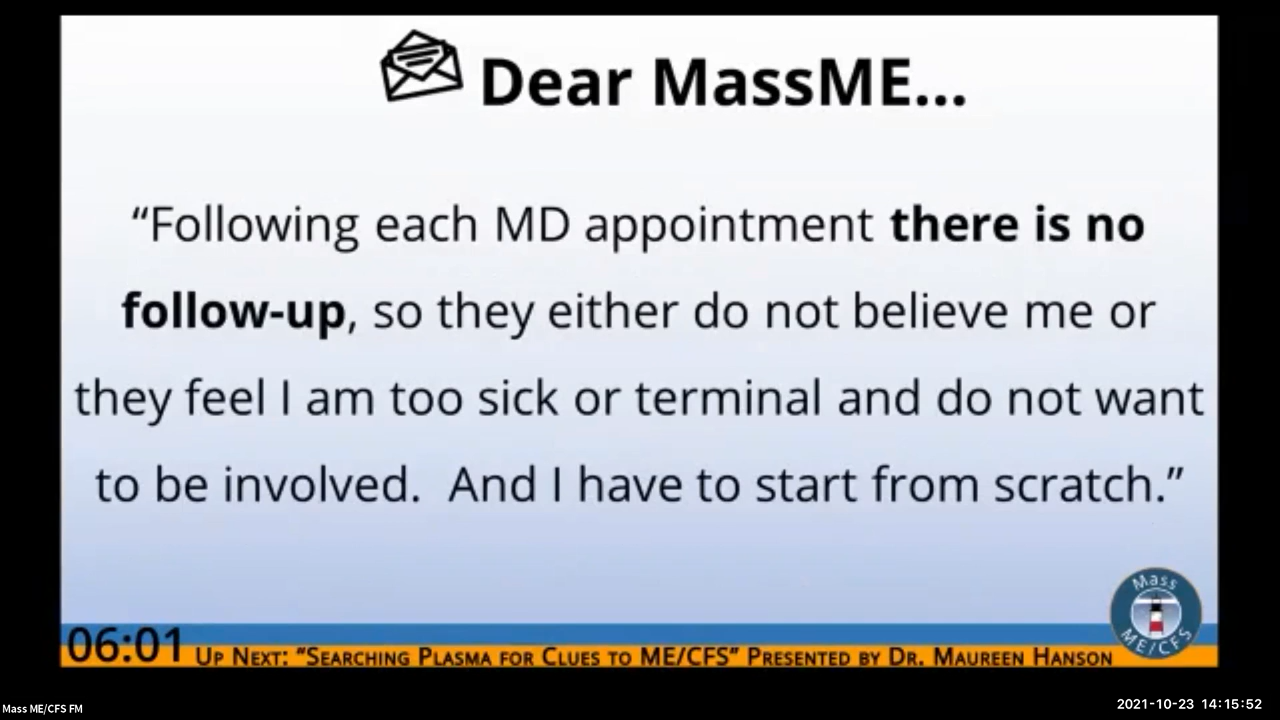 Dear MassME...
“Following each MD appointment there is no
follow-up, so they either do not believe me or
they feel I am too sick or terminal and do not want
to be involved.  And I have to start from scratch.”
Mass
ME/CFS
06:01
Up Next: “Searching Plasma for Clues to ME/CFS” Presented by Dr. Maureen Hanson
Mass ME/CFS FM
2021-10-23 14:15:52